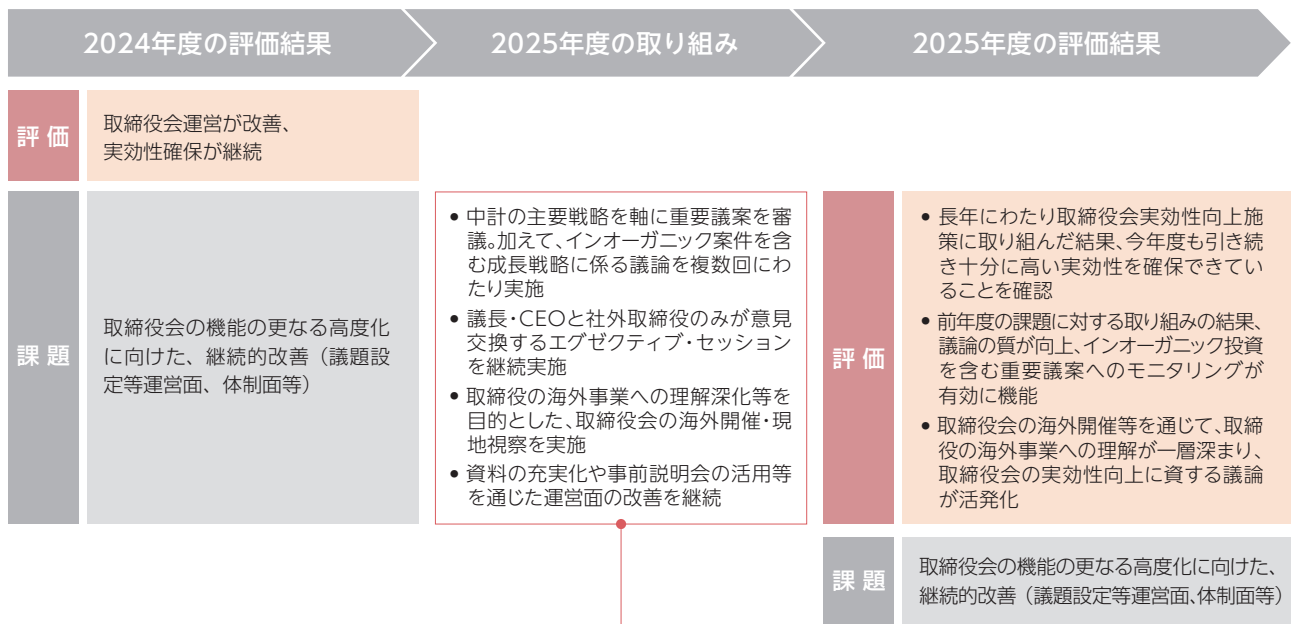 2024年度の評価結果
2025年度の取り組み
2025年度の評価結果
評価
取締役会運営が改善、
実効性確保が継続
課題
取締役会の機能の更なる高度化
に向けた、継続的改善（議題設
定等運営面、体制面等）
• 中計の主要戦略を軸に重要議案を審
議。加えて、インオーガニック案件を含
む成長戦略に係る議論を複数回にわ
たり実施
• 議長・CEOと社外取締役のみが意見
交換するエグゼクティブ・セッション
を継続実施
• 取締役の海外事業への理解深化等を
目的とした、取締役会の海外開催・現
地視察を実施
• 資料の充実化や事前説明会の活用等
を通じた運営面の改善を継続
評価
• 長年にわたり取締役会実効性向上施
策に取り組んだ結果、今年度も引き続
き十分に高い実効性を確保できてい
ることを確認
• 前年度の課題に対する取り組みの結果、
議論の質が向上、インオーガニック投資
を含む重要議案へのモニタリングが
有効に機能
• 取締役会の海外開催等を通じて、取締
役の海外事業への理解が一層深まり、
取締役会の実効性向上に資する議論
が活発化
課題
取締役会の機能の更なる高度化に向けた、
継続的改善（議題設定等運営面、体制面等）